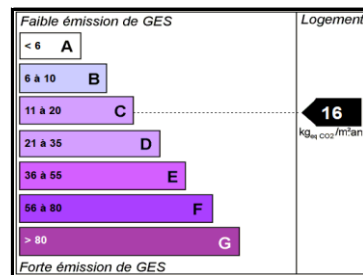 Faible émission de GES
Logement
< 6 A
6 à 10 B
11 à 20 C
16
kgeq CO2/m².an
21 à 35 D
36 à 55 E
56 à 80 F
> 80 G
Forte émission de GES